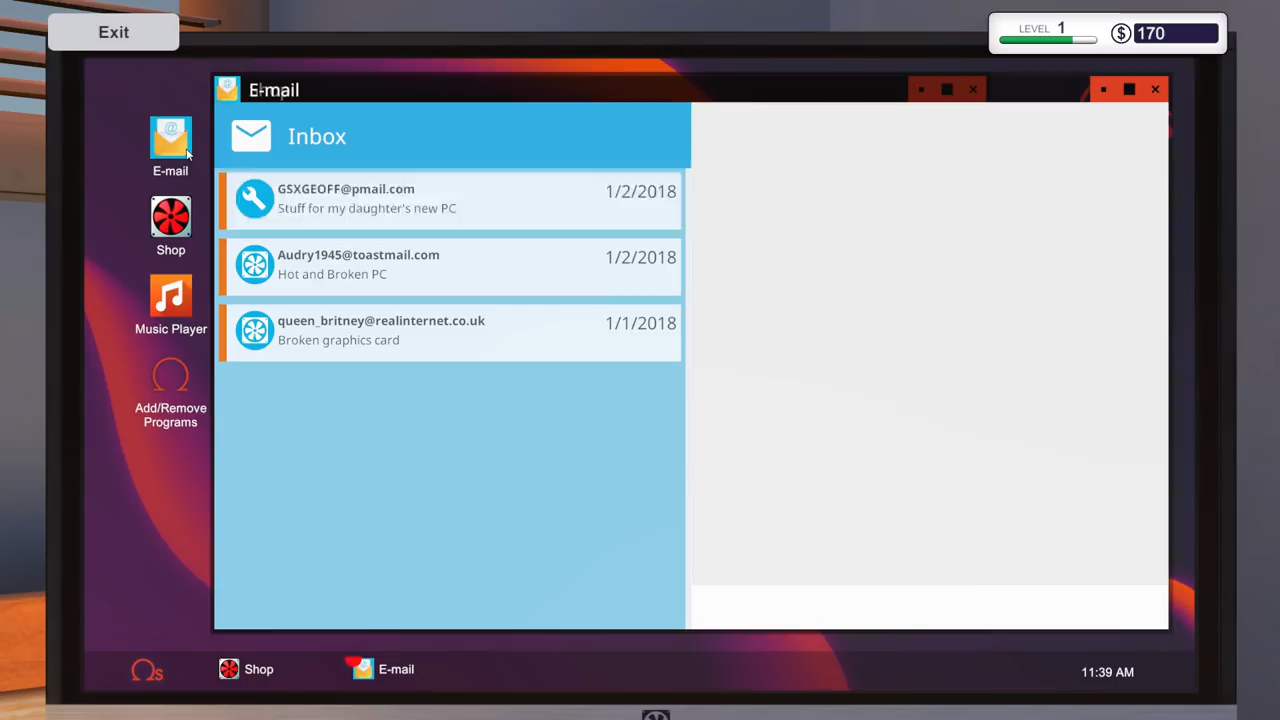 Exit
LEVEL 1
$ 170
E-mail
E-mail
Shop
Music Player
Add/Remove
Programs
Inbox
GSXGEOFF@pmail.com
1/2/2018
Stuff for my daughter's new PC
Audry1945@toastmail.com
1/2/2018
Hot and Broken PC
queen_britney@realinternet.co.uk
1/1/2018
Broken graphics card
Ωs
Shop
E-mail
11:39 AM